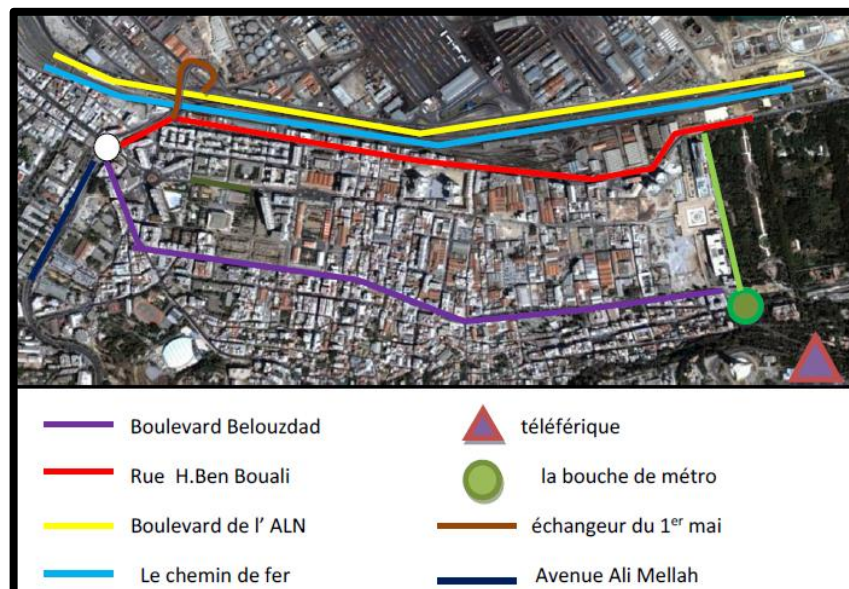 Boulevard Belouzdad
téléférique
Rue H.Ben Bouali
la bouche de métro
Boulevard de l’ ALN
échangeur du 1er mai
Le chemin de fer
Avenue Ali Mellah